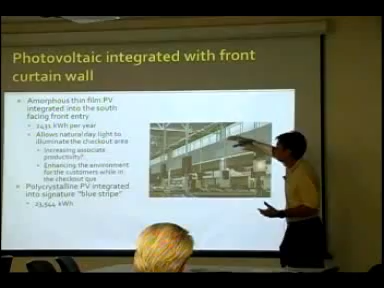 Photovoltaic integrated with front
curtain wall
Amorphous thin film PV
integrated into the south
facing front entry
2431 kWh per year
Allows natural day light to
illuminate the checkout area
Increasing associate
productivity?
Enhancing the environment
for the customers while in
the checkout que
Polycrystalline PV integrated
into signature "blue stripe"
23,544 kWh